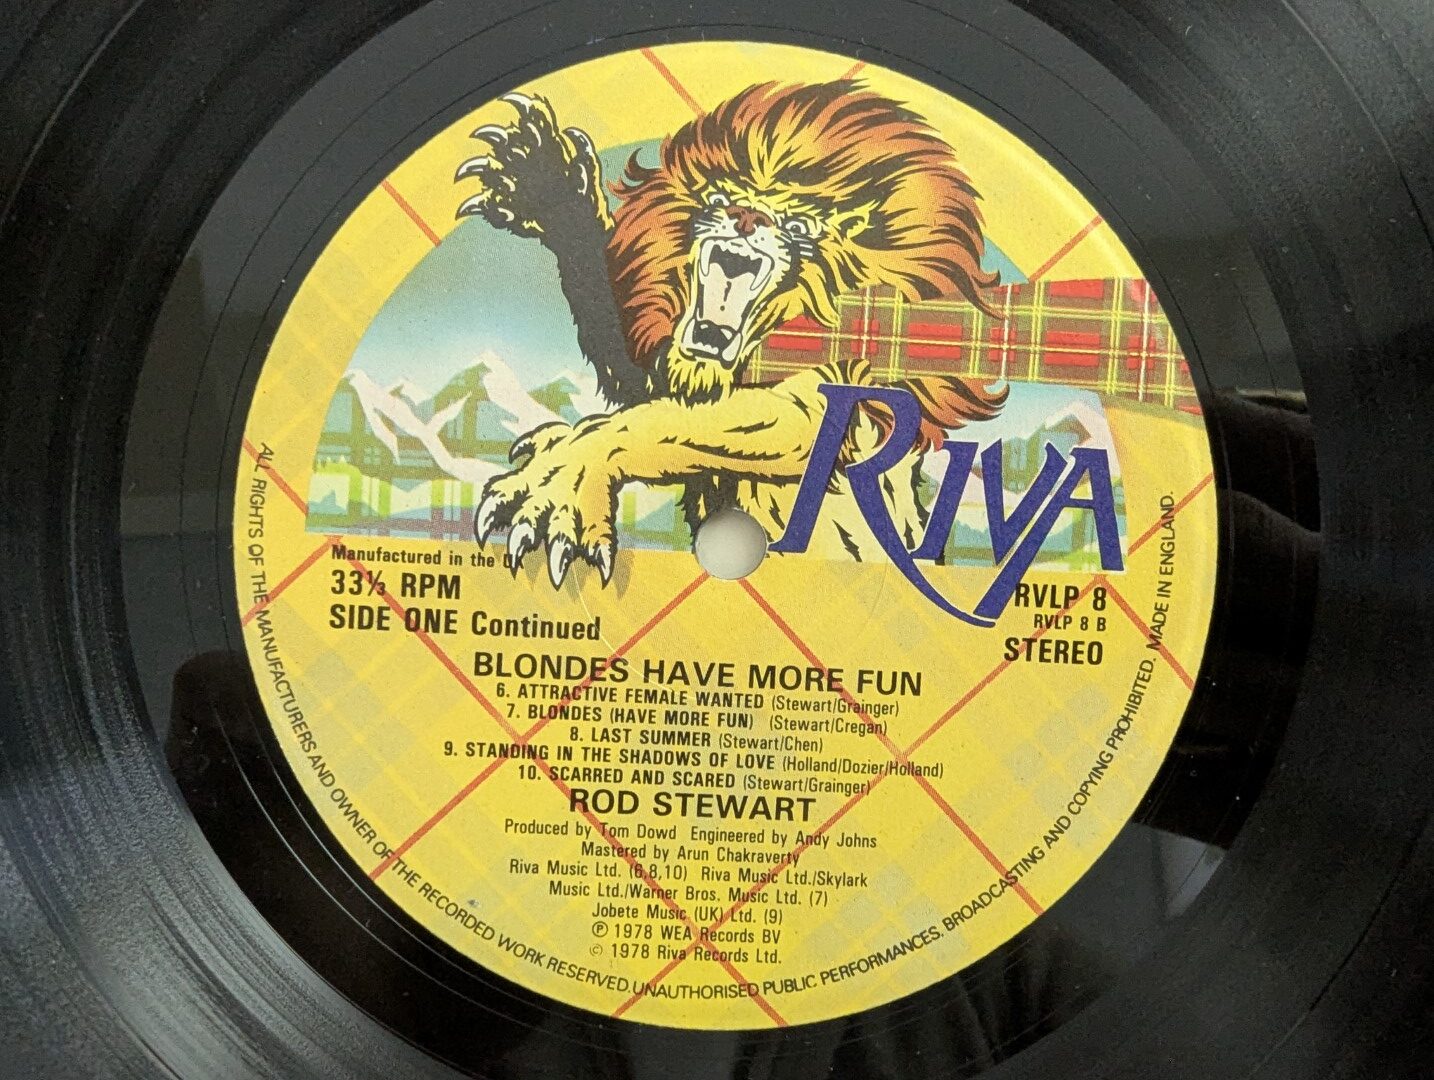 RIVA
Manufactured in the UK
33⅓ RPM
SIDE ONE Continued
RVLP 8
RVLP 8 B
STEREO
BLONDES HAVE MORE FUN
6. ATTRACTIVE FEMALE WANTED (Stewart/Grainger)
7. BLONDES (HAVE MORE FUN) (Stewart/Cregan)
8. LAST SUMMER (Stewart/Chen)
9. STANDING IN THE SHADOWS OF LOVE (Holland/Dozier/Holland)
10. SCARRED AND SCARED (Stewart/Grainger)
ROD STEWART
Produced by Tom Dowd Engineered by Andy Johns
Mastered by Arun Chakraverty
Riva Music Ltd. (6,8,10) Riva Music Ltd./Skylark
Music Ltd./Warner Bros. Music Ltd. (7)
Jobete Music (UK) Ltd. (9)
℗ 1978 WEA Records BV
© 1978 Riva Records Ltd.
ALL RIGHTS OF THE MANUFACTURERS AND OWNER OF THE RECORDED WORK RESERVED. UNAUTHORISED PUBLIC PERFORMANCES. BROADCASTING AND COPYING PROHIBITED. MADE IN ENGLAND.